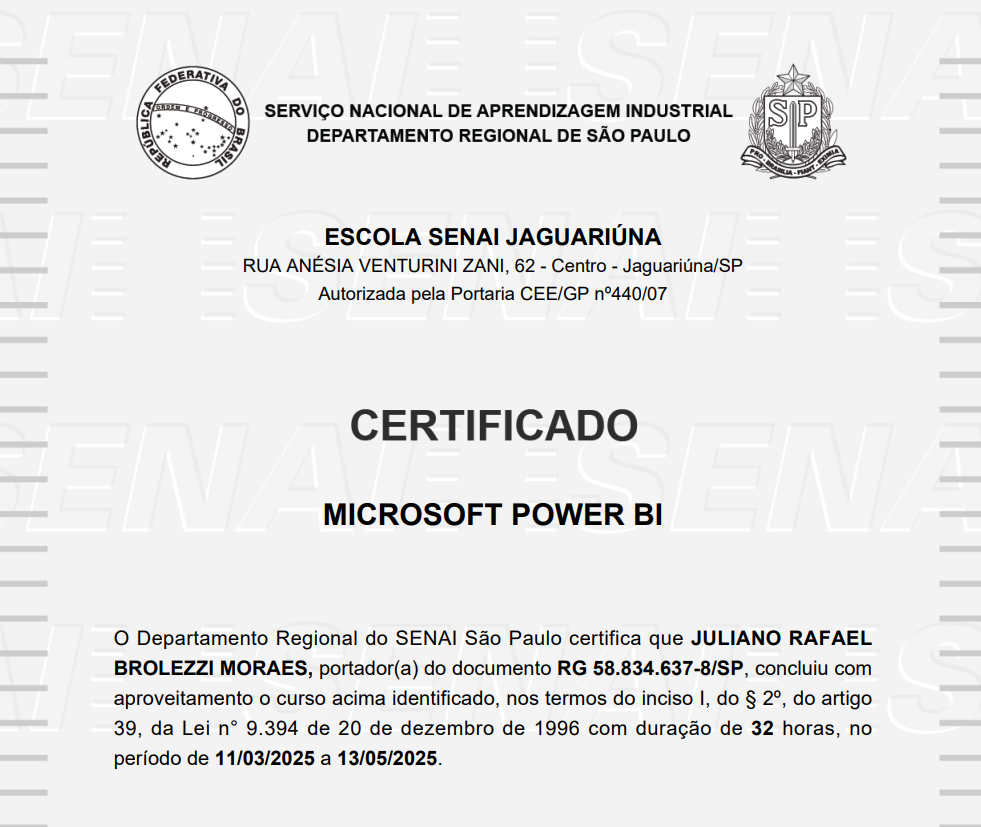 REPÚBLICA FEDERATIVA DO BRASIL
ORDEM E PROGRESSO
SERVIÇO NACIONAL DE APRENDIZAGEM INDUSTRIAL
DEPARTAMENTO REGIONAL DE SÃO PAULO
SP
PRO · BRASILIA · FIANT · EXIMIA
ESCOLA SENAI JAGUARIÚNA
RUA ANÉSIA VENTURINI ZANI, 62 - Centro - Jaguariúna/SP
Autorizada pela Portaria CEE/GP nº440/07
CERTIFICADO
MICROSOFT POWER BI
O Departamento Regional do SENAI São Paulo certifica que JULIANO RAFAEL
BROLEZZI MORAES, portador(a) do documento RG 58.834.637-8/SP, concluiu com
aproveitamento o curso acima identificado, nos termos do inciso I, do § 2º, do artigo
39, da Lei n° 9.394 de 20 de dezembro de 1996 com duração de 32 horas, no
período de 11/03/2025 a 13/05/2025.